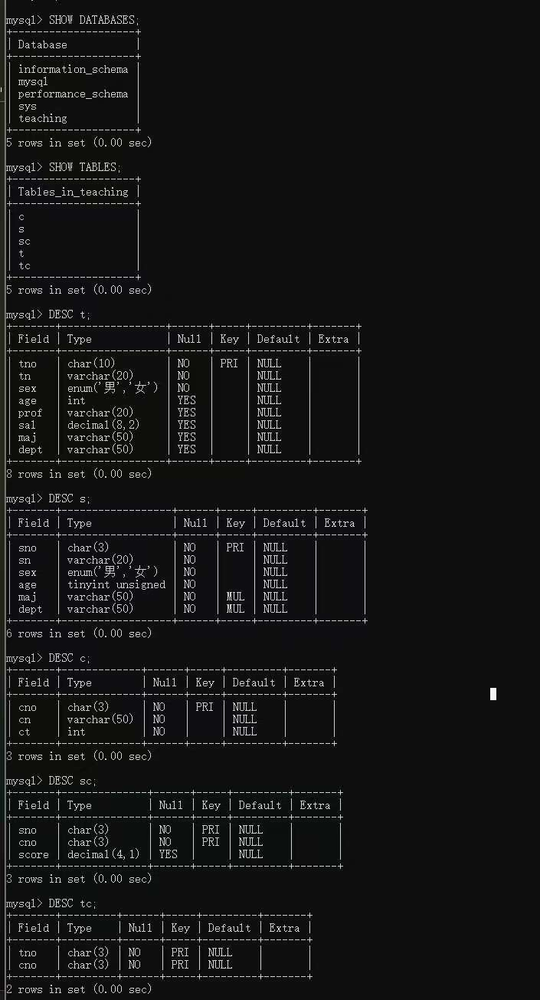 mysql> SHOW DATABASES;
+--------------------+
| Database           |
+--------------------+
| information_schema |
| mysql              |
| performance_schema |
| sys                |
| teaching           |
+--------------------+
5 rows in set (0.00 sec)
mysql> SHOW TABLES;
+--------------------+
| Tables_in_teaching |
+--------------------+
| c                  |
| s                  |
| sc                 |
| t                  |
| tc                 |
+--------------------+
5 rows in set (0.00 sec)
mysql> DESC t;
+-------+-----------------+------+-----+---------+-------+
| Field | Type            | Null | Key | Default | Extra |
+-------+-----------------+------+-----+---------+-------+
| tno   | char(10)        | NO   | PRI | NULL    |       |
| tn    | varchar(20)     | NO   |     | NULL    |       |
| sex   | enum('男','女') | NO   |     | NULL    |       |
| age   | int             | YES  |     | NULL    |       |
| prof  | varchar(20)     | YES  |     | NULL    |       |
| sal   | decimal(8,2)    | YES  |     | NULL    |       |
| maj   | varchar(50)     | YES  |     | NULL    |       |
| dept  | varchar(50)     | YES  |     | NULL    |       |
+-------+-----------------+------+-----+---------+-------+
8 rows in set (0.00 sec)
mysql> DESC s;
+-------+------------------+------+-----+---------+-------+
| Field | Type             | Null | Key | Default | Extra |
+-------+------------------+------+-----+---------+-------+
| sno   | char(3)          | NO   | PRI | NULL    |       |
| sn    | varchar(20)      | NO   |     | NULL    |       |
| sex   | enum('男','女')  | NO   |     | NULL    |       |
| age   | tinyint unsigned | NO   |     | NULL    |       |
| maj   | varchar(50)      | NO   | MUL | NULL    |       |
| dept  | varchar(50)      | NO   | MUL | NULL    |       |
+-------+------------------+------+-----+---------+-------+
6 rows in set (0.00 sec)
mysql> DESC c;
+-------+-------------+------+-----+---------+-------+
| Field | Type        | Null | Key | Default | Extra |
+-------+-------------+------+-----+---------+-------+
| cno   | char(3)     | NO   | PRI | NULL    |       |
| cn    | varchar(50) | NO   |     | NULL    |       |
| ct    | int         | NO   |     | NULL    |       |
+-------+-------------+------+-----+---------+-------+
3 rows in set (0.00 sec)
mysql> DESC sc;
+-------+--------------+------+-----+---------+-------+
| Field | Type         | Null | Key | Default | Extra |
+-------+--------------+------+-----+---------+-------+
| sno   | char(3)      | NO   | PRI | NULL    |       |
| cno   | char(3)      | NO   | PRI | NULL    |       |
| score | decimal(4,1) | YES  |     | NULL    |       |
+-------+--------------+------+-----+---------+-------+
3 rows in set (0.00 sec)
mysql> DESC tc;
+-------+---------+------+-----+---------+-------+
| Field | Type    | Null | Key | Default | Extra |
+-------+---------+------+-----+---------+-------+
| tno   | char(3) | NO   | PRI | NULL    |       |
| cno   | char(3) | NO   | PRI | NULL    |       |
+-------+---------+------+-----+---------+-------+
2 rows in set (0.00 sec)